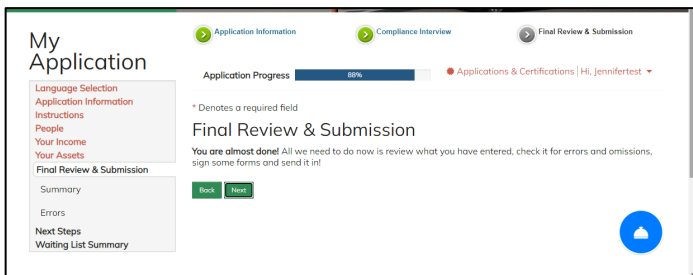 My
Application
Application Information
Compliance Interview
Final Review & Submission
Application Progress 88%
Applications & Certifications | Hi, Jennifertest
Language Selection
Application Information
Instructions
People
Your Income
Your Assets
Final Review & Submission
Summary
Errors
Next Steps
Waiting List Summary
* Denotes a required field
Final Review & Submission
You are almost done! All we need to do now is review what you have entered, check it for errors and omissions,
sign some forms and send it in!
Back Next